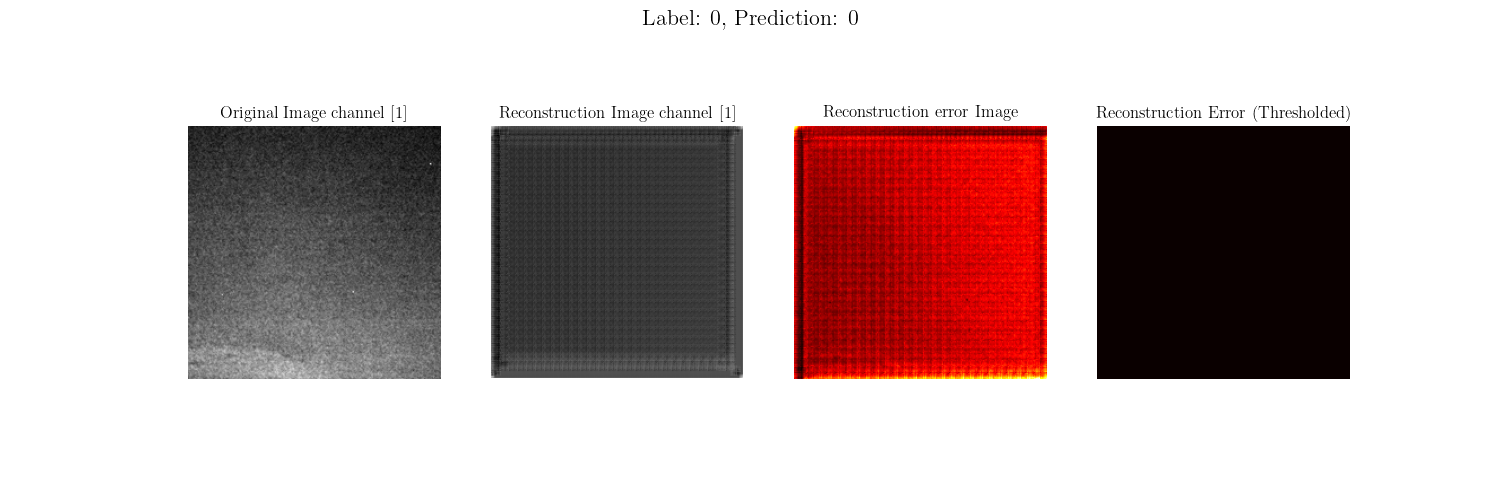 Label: 0, Prediction: 0
Original Image channel [1]
Reconstruction Image channel [1]
Reconstruction error Image
Reconstruction Error (Thresholded)